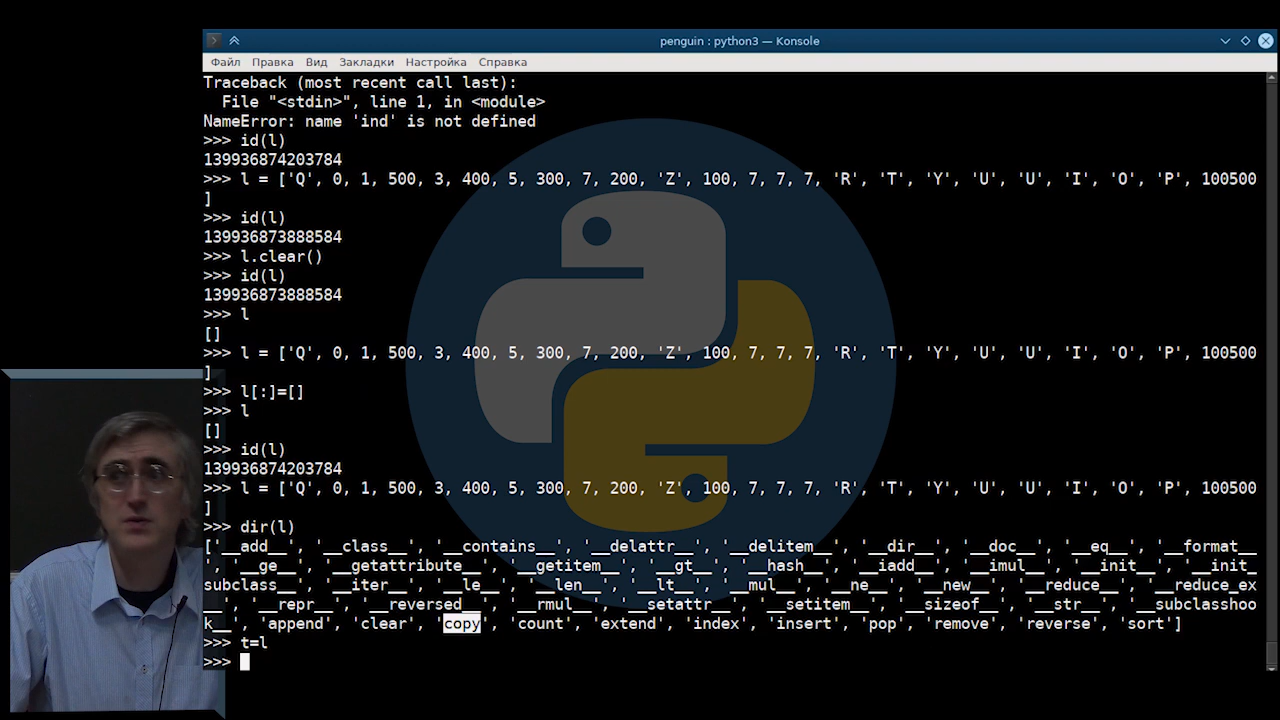 penguin : python3 — Konsole
Файл Правка Вид Закладки Настройка Справка
Traceback (most recent call last):
  File "<stdin>", line 1, in <module>
NameError: name 'ind' is not defined
>>> id(l)
139936874203784
>>> l = ['Q', 0, 1, 500, 3, 400, 5, 300, 7, 200, 'Z', 100, 7, 7, 7, 'R', 'T', 'Y', 'U', 'U', 'I', 'O', 'P', 100500
]
>>> id(l)
139936873888584
>>> l.clear()
>>> id(l)
139936873888584
>>> l
[]
>>> l = ['Q', 0, 1, 500, 3, 400, 5, 300, 7, 200, 'Z', 100, 7, 7, 7, 'R', 'T', 'Y', 'U', 'U', 'I', 'O', 'P', 100500
]
>>> l[:]=[]
>>> l
[]
>>> id(l)
139936874203784
>>> l = ['Q', 0, 1, 500, 3, 400, 5, 300, 7, 200, 'Z', 100, 7, 7, 7, 'R', 'T', 'Y', 'U', 'U', 'I', 'O', 'P', 100500
]
>>> dir(l)
['__add__', '__class__', '__contains__', '__delattr__', '__delitem__', '__dir__', '__doc__', '__eq__', '__format__
', '__ge__', '__getattribute__', '__getitem__', '__gt__', '__hash__', '__iadd__', '__imul__', '__init__', '__init_
subclass__', '__iter__', '__le__', '__len__', '__lt__', '__mul__', '__ne__', '__new__', '__reduce__', '__reduce_ex
__', '__repr__', '__reversed__', '__rmul__', '__setattr__', '__setitem__', '__sizeof__', '__str__', '__subclasshoo
k__', 'append', 'clear', 'copy', 'count', 'extend', 'index', 'insert', 'pop', 'remove', 'reverse', 'sort']
>>> t=l
>>>